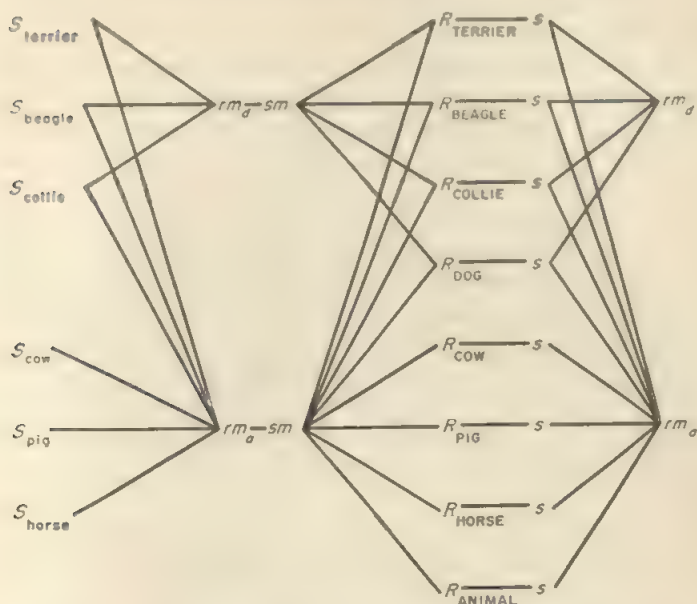 S terrier
S beagle
S collie
S cow
S pig
S horse
rm d – sm
rm a – sm
R TERRIER s
R BEAGLE s
R COLLIE s
R DOG s
R COW s
R PIG s
R HORSE s
R ANIMAL s
rm d
rm a